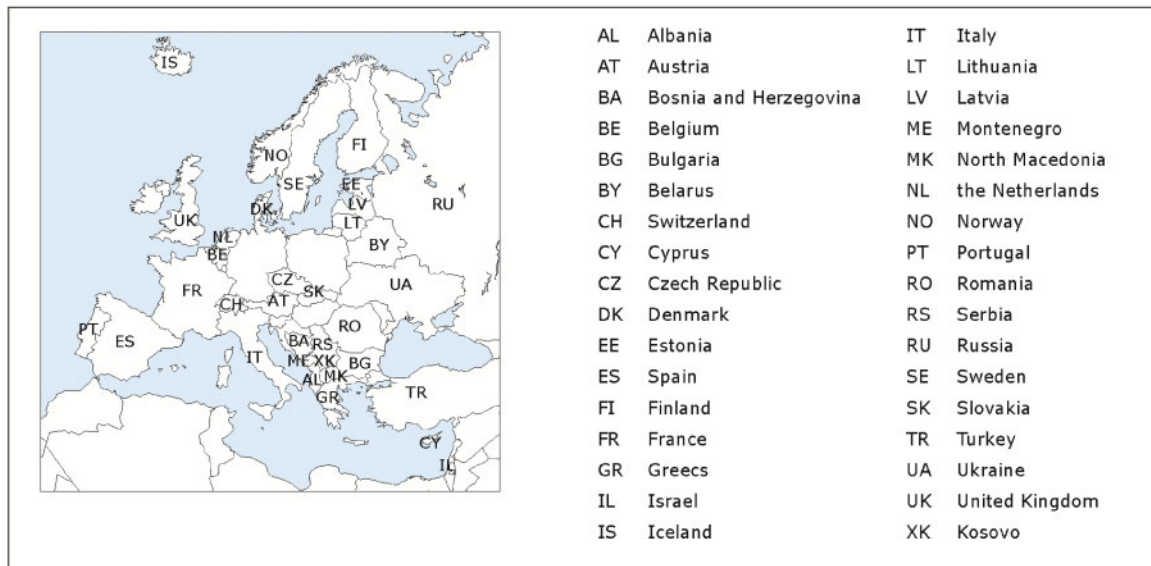 IS
NO
FI
SE
EE
RU
DK
LV
LT
UK
NL
BY
BE
CZ
UA
FR
SK
CH
AT
RO
PT
ES
BA
RS
IT
ME
XK
BG
AL
MK
TR
GR
CY
IL
AL Albania
AT Austria
BA Bosnia and Herzegovina
BE Belgium
BG Bulgaria
BY Belarus
CH Switzerland
CY Cyprus
CZ Czech Republic
DK Denmark
EE Estonia
ES Spain
FI Finland
FR France
GR Greecs
IL Israel
IS Iceland
IT Italy
LT Lithuania
LV Latvia
ME Montenegro
MK North Macedonia
NL the Netherlands
NO Norway
PT Portugal
RO Romania
RS Serbia
RU Russia
SE Sweden
SK Slovakia
TR Turkey
UA Ukraine
UK United Kingdom
XK Kosovo